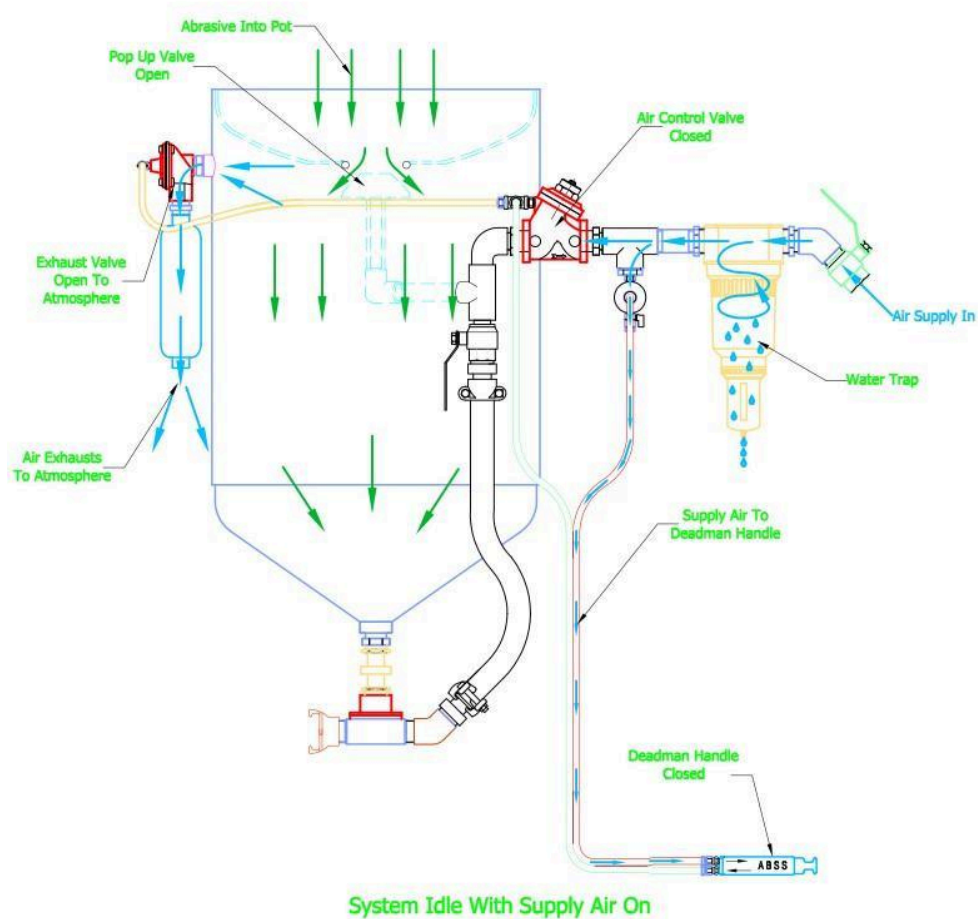 Abrasive Into Pot
Pop Up Valve
Open
Air Control Valve
Closed
Exhaust Valve
Open To
Atmosphere
Air Supply In
Water Trap
Air Exhausts
To Atmosphere
Supply Air To
Deadman Handle
Deadman Handle
Closed
ABSS
System Idle With Supply Air On